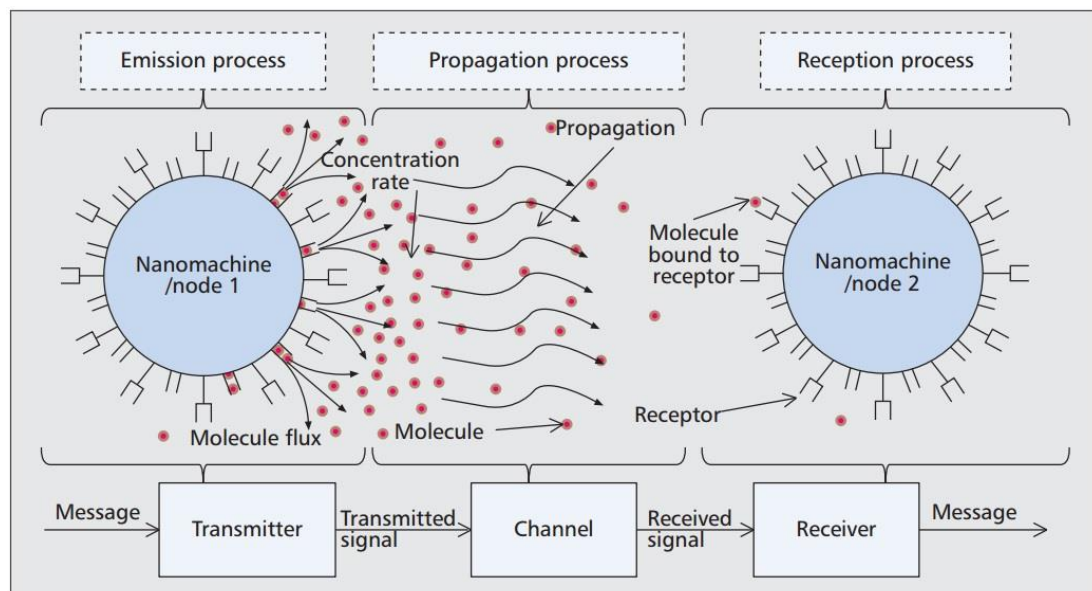 Emission process
Propagation process
Reception process
Propagation
Concentration
rate
Nanomachine
/node 1
Molecule
bound to
receptor
Nanomachine
/node 2
Molecule flux
Molecule
Receptor
Message
Transmitter
Transmitted
signal
Channel
Received
signal
Receiver
Message